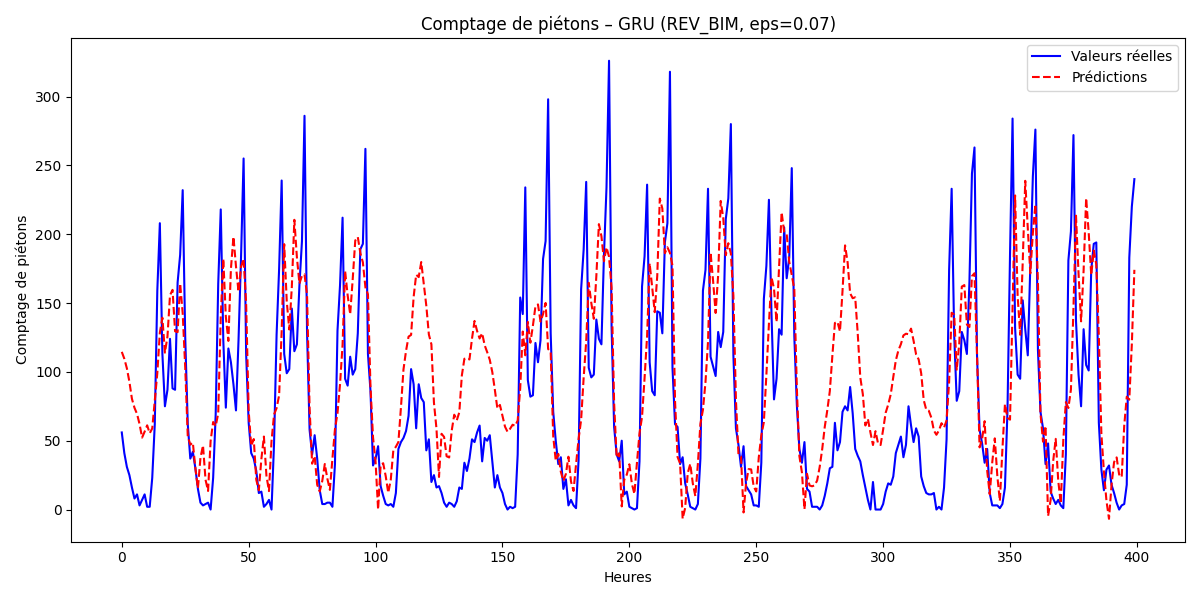 Comptage de piétons – GRU (REV_BIM, eps=0.07)
Valeurs réelles
Prédictions
Comptage de piétons
300
250
200
150
100
50
0
0 50 100 150 200 250 300 350 400
Heures